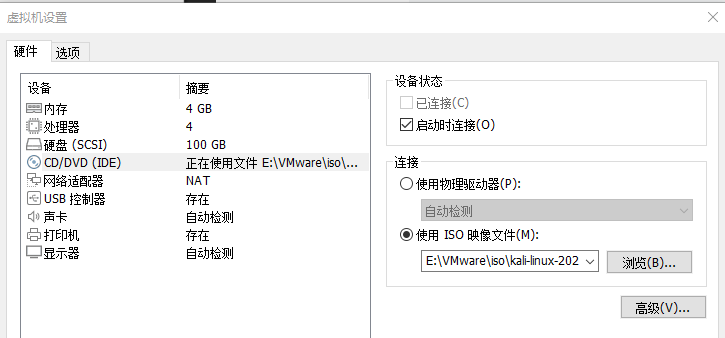 虚拟机设置
硬件 选项
设备 摘要
内存 4 GB
处理器 4
硬盘 (SCSI) 100 GB
CD/DVD (IDE) 正在使用文件 E:\VMware\iso\...
网络适配器 NAT
USB 控制器 存在
声卡 自动检测
打印机 存在
显示器 自动检测
设备状态
已连接(C)
启动时连接(O)
连接
使用物理驱动器(P):
自动检测
使用 ISO 映像文件(M):
E:\VMware\iso\kali-linux-202 浏览(B)...
高级(V)...